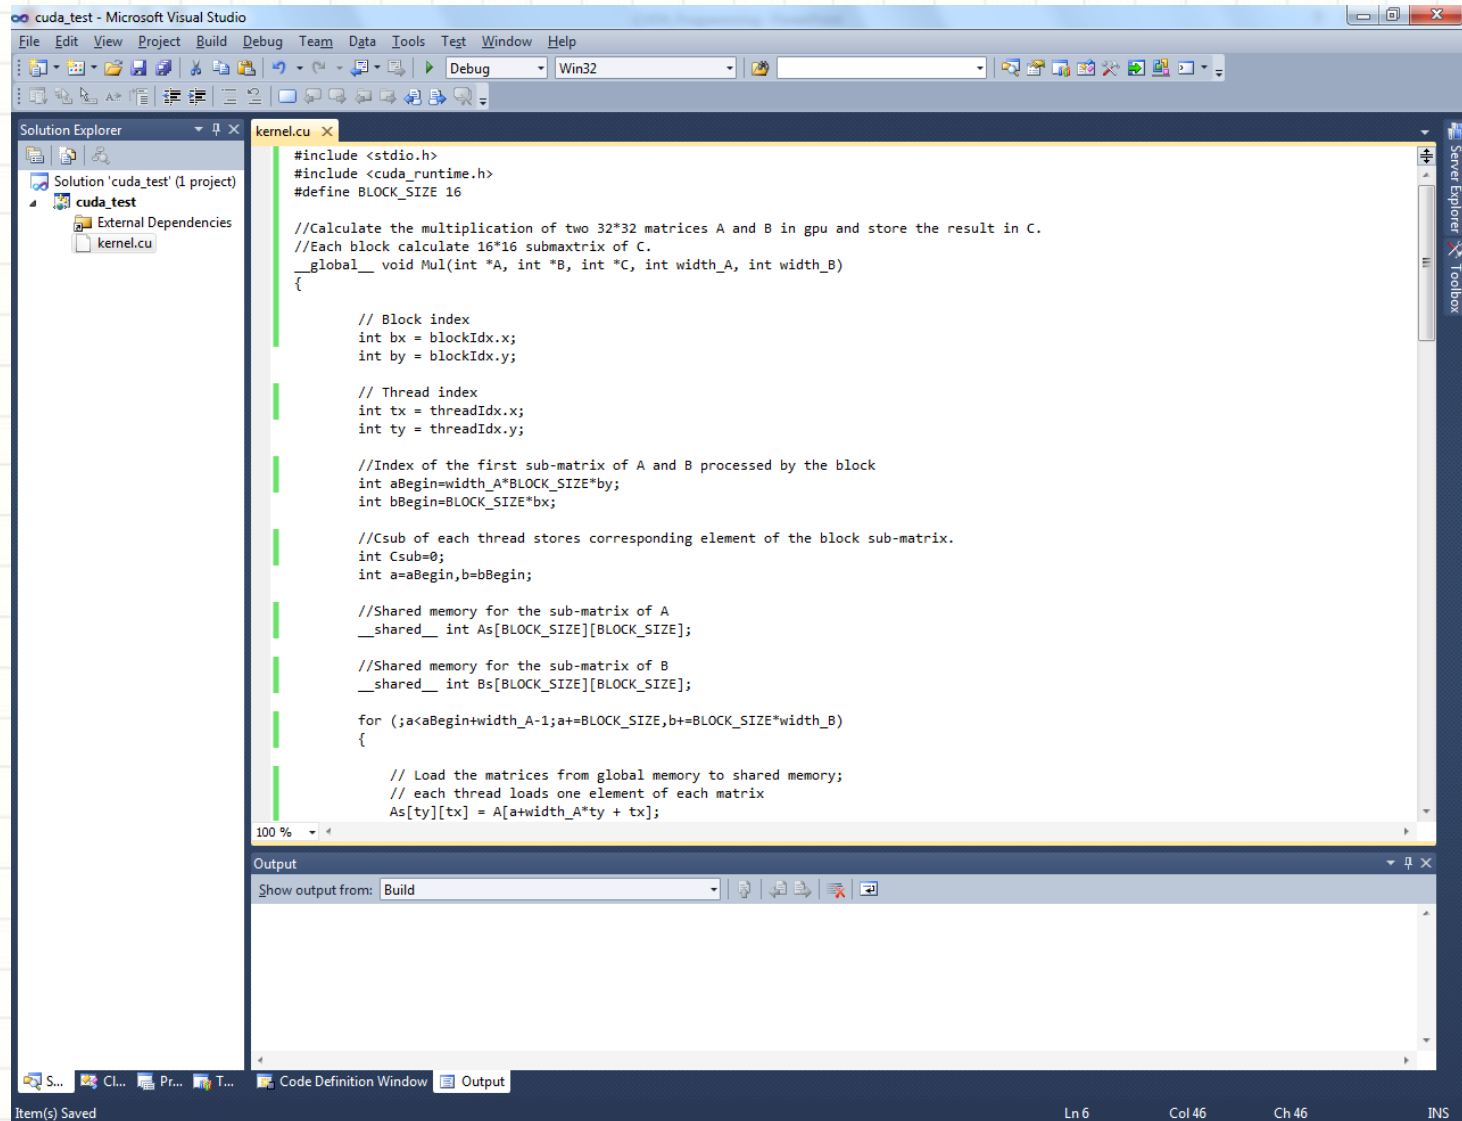 cuda_test - Microsoft Visual Studio
File Edit View Project Build Debug Team Data Tools Test Window Help
Debug Win32
Solution Explorer
Solution 'cuda_test' (1 project)
cuda_test
External Dependencies
kernel.cu
kernel.cu
#include <stdio.h>
#include <cuda_runtime.h>
#define BLOCK_SIZE 16
//Calculate the multiplication of two 32*32 matrices A and B in gpu and store the result in C.
//Each block calculate 16*16 submaxtrix of C.
__global__ void Mul(int *A, int *B, int *C, int width_A, int width_B)
{
// Block index
int bx = blockIdx.x;
int by = blockIdx.y;
// Thread index
int tx = threadIdx.x;
int ty = threadIdx.y;
//Index of the first sub-matrix of A and B processed by the block
int aBegin=width_A*BLOCK_SIZE*by;
int bBegin=BLOCK_SIZE*bx;
//Csub of each thread stores corresponding element of the block sub-matrix.
int Csub=0;
int a=aBegin,b=bBegin;
//Shared memory for the sub-matrix of A
__shared__ int As[BLOCK_SIZE][BLOCK_SIZE];
//Shared memory for the sub-matrix of B
__shared__ int Bs[BLOCK_SIZE][BLOCK_SIZE];
for (;a<aBegin+width_A-1;a+=BLOCK_SIZE,b+=BLOCK_SIZE*width_B)
{
// Load the matrices from global memory to shared memory;
// each thread loads one element of each matrix
As[ty][tx] = A[a+width_A*ty + tx];
100 %
Server Explorer
Toolbox
Output
Show output from: Build
S... Cl... Pr... T... Code Definition Window Output
Item(s) Saved Ln 6 Col 46 Ch 46 INS